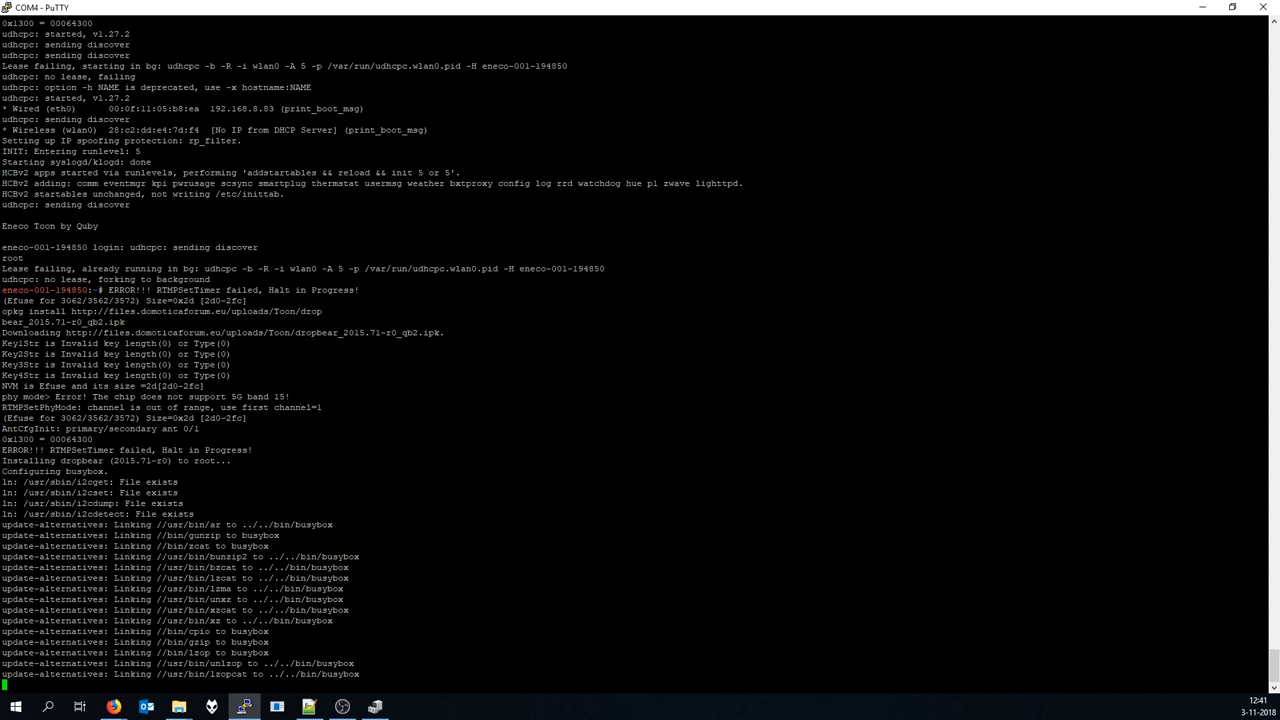 COM4 - PuTTY
0x1300 = 00064300
udhcpc: started, v1.27.2
udhcpc: sending discover
udhcpc: sending discover
Lease failing, starting in bg: udhcpc -b -R -i wlan0 -A 5 -p /var/run/udhcpc.wlan0.pid -H eneco-001-194850
udhcpc: no lease, failing
udhcpc: option -h NAME is deprecated, use -x hostname:NAME
udhcpc: started, v1.27.2
* Wired (eth0)     00:0f:11:05:b8:ea  192.168.8.83 (print_boot_msg)
udhcpc: sending discover
* Wireless (wlan0)  28:c2:dd:e4:7d:f4  [No IP from DHCP Server] (print_boot_msg)
Setting up IP spoofing protection: rp_filter.
INIT: Entering runlevel: 5
Starting syslogd/klogd: done
HCBv2 apps started via runlevels, performing 'addstartables && reload && init 5 or 5'.
HCBv2 adding: comm eventmgr kpi pwrusage scsync smartplug thermstat usermsg weather bxtproxy config log rrd watchdog hue p1 zwave lighttpd.
HCBv2 startables unchanged, not writing /etc/inittab.
udhcpc: sending discover
Eneco Toon by Quby
eneco-001-194850 login: udhcpc: sending discover
root
Lease failing, already running in bg: udhcpc -b -R -i wlan0 -A 5 -p /var/run/udhcpc.wlan0.pid -H eneco-001-194850
udhcpc: no lease, forking to background
eneco-001-194850:~# ERROR!!! RTMPSetTimer failed, Halt in Progress!
(Efuse for 3062/3562/3572) Size=0x2d [2d0-2fc]
opkg install http://files.domoticaforum.eu/uploads/Toon/drop
bear_2015.71-r0_qb2.ipk
Downloading http://files.domoticaforum.eu/uploads/Toon/dropbear_2015.71-r0_qb2.ipk.
Key1Str is Invalid key length(0) or Type(0)
Key2Str is Invalid key length(0) or Type(0)
Key3Str is Invalid key length(0) or Type(0)
Key4Str is Invalid key length(0) or Type(0)
NVM is Efuse and its size =2d[2d0-2fc]
phy mode> Error! The chip does not support 5G band 15!
RTMPSetPhyMode: channel is out of range, use first channel=1
(Efuse for 3062/3562/3572) Size=0x2d [2d0-2fc]
AntCfgInit: primary/secondary ant 0/1
0x1300 = 00064300
ERROR!!! RTMPSetTimer failed, Halt in Progress!
Installing dropbear (2015.71-r0) to root...
Configuring busybox.
ln: /usr/sbin/i2cget: File exists
ln: /usr/sbin/i2cset: File exists
ln: /usr/sbin/i2cdump: File exists
ln: /usr/sbin/i2cdetect: File exists
update-alternatives: Linking //usr/bin/ar to ../../bin/busybox
update-alternatives: Linking //bin/gunzip to busybox
update-alternatives: Linking //bin/zcat to busybox
update-alternatives: Linking //usr/bin/bunzip2 to ../../bin/busybox
update-alternatives: Linking //usr/bin/bzcat to ../../bin/busybox
update-alternatives: Linking //usr/bin/lzcat to ../../bin/busybox
update-alternatives: Linking //usr/bin/lzma to ../../bin/busybox
update-alternatives: Linking //usr/bin/unxz to ../../bin/busybox
update-alternatives: Linking //usr/bin/xzcat to ../../bin/busybox
update-alternatives: Linking //usr/bin/xz to ../../bin/busybox
update-alternatives: Linking //bin/cpio to busybox
update-alternatives: Linking //bin/gzip to busybox
update-alternatives: Linking //bin/lzop to busybox
update-alternatives: Linking //usr/bin/unlzop to ../../bin/busybox
update-alternatives: Linking //usr/bin/lzopcat to ../../bin/busybox
12:41
3-11-2018